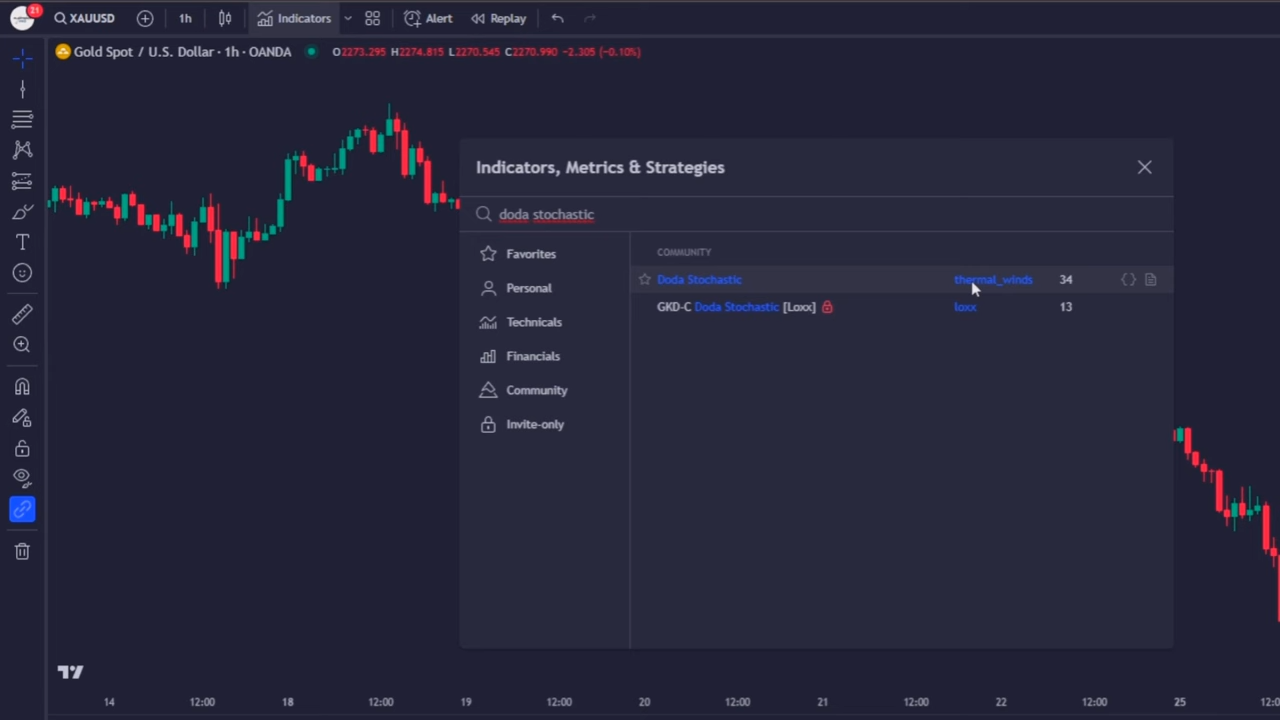 21
XAUUSD 1h Indicators Alert Replay
Gold Spot / U.S. Dollar · 1h · OANDA O2273.295 H2274.815 L2270.545 C2270.990 −2.305 (−0.10%)
Indicators, Metrics & Strategies
doda stochastic
Favorites
Personal
Technicals
Financials
Community
Invite-only
COMMUNITY
Doda Stochastic thermal_winds 34
GKD-C Doda Stochastic [Loxx] loxx 13
14 12:00 18 12:00 19 12:00 20 12:00 21 12:00 22 12:00 25 12:0